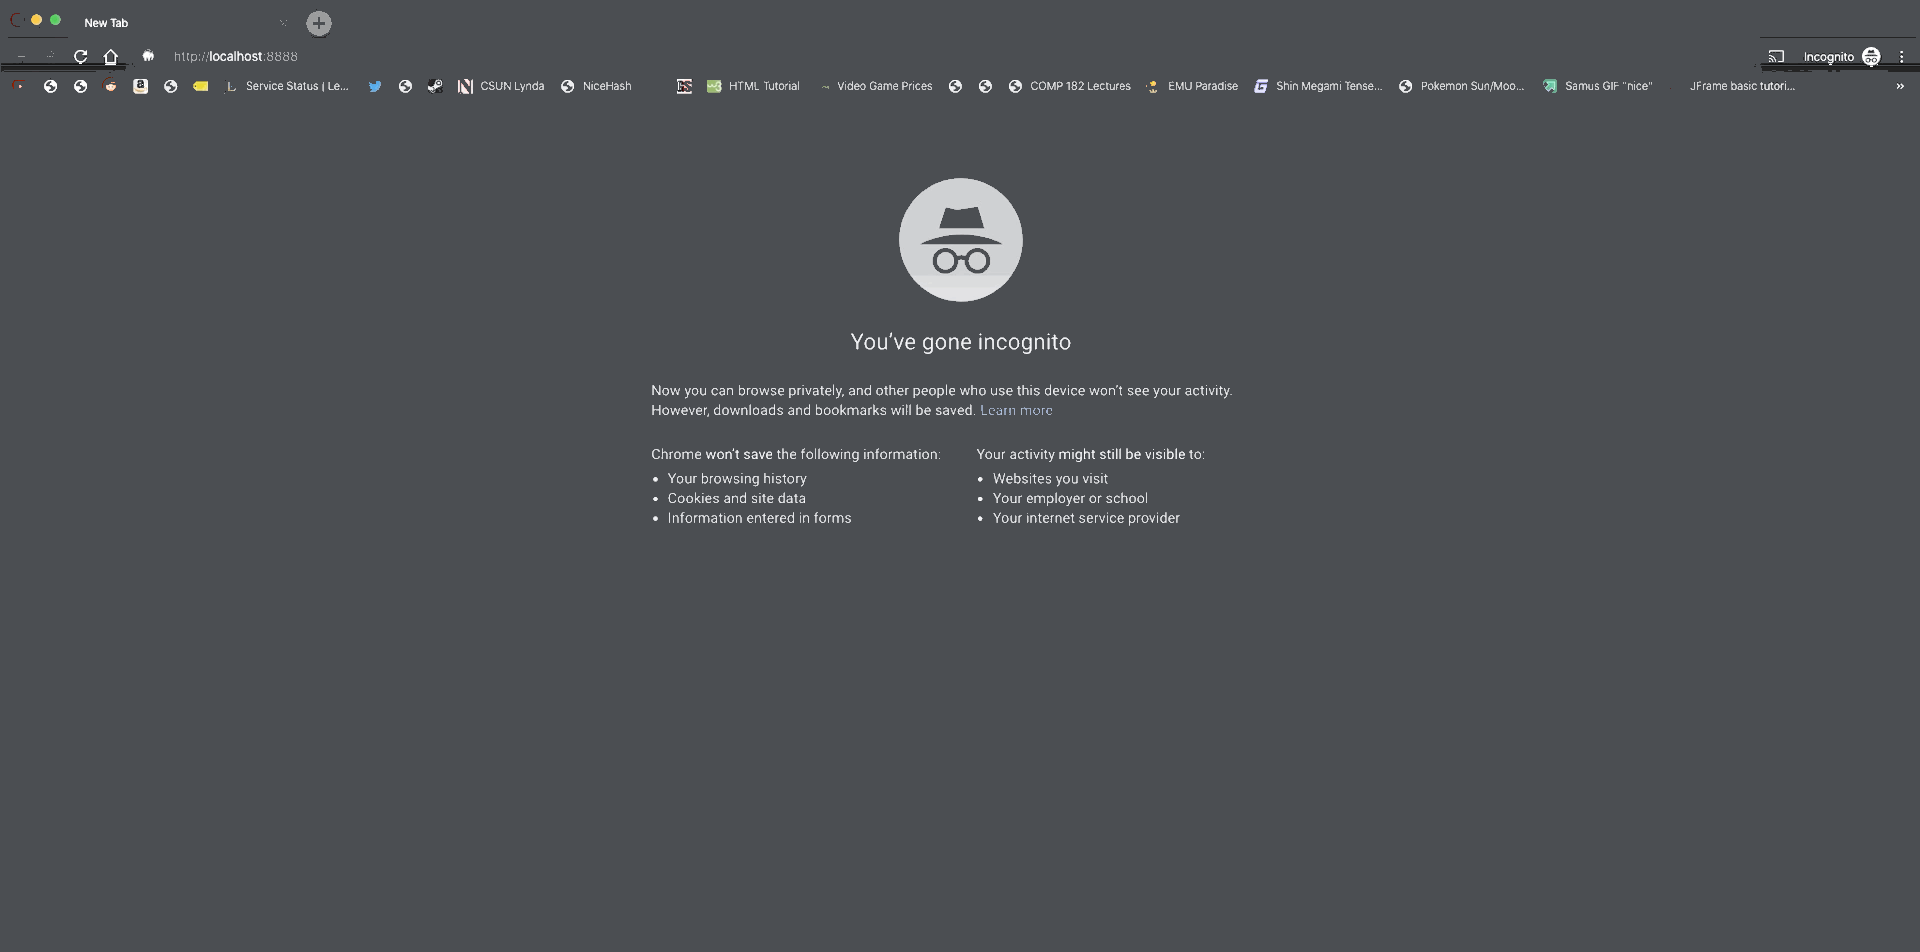 New Tab
http://localhost:8888
Incognito
Service Status | Le...
CSUN Lynda
NiceHash
HTML Tutorial
Video Game Prices
COMP 182 Lectures
EMU Paradise
Shin Megami Tense...
Pokemon Sun/Moo...
Samus GIF "nice"
JFrame basic tutori...
»
You've gone incognito
Now you can browse privately, and other people who use this device won't see your activity.
However, downloads and bookmarks will be saved. Learn more
Chrome won't save the following information:
• Your browsing history
• Cookies and site data
• Information entered in forms
Your activity might still be visible to:
• Websites you visit
• Your employer or school
• Your internet service provider